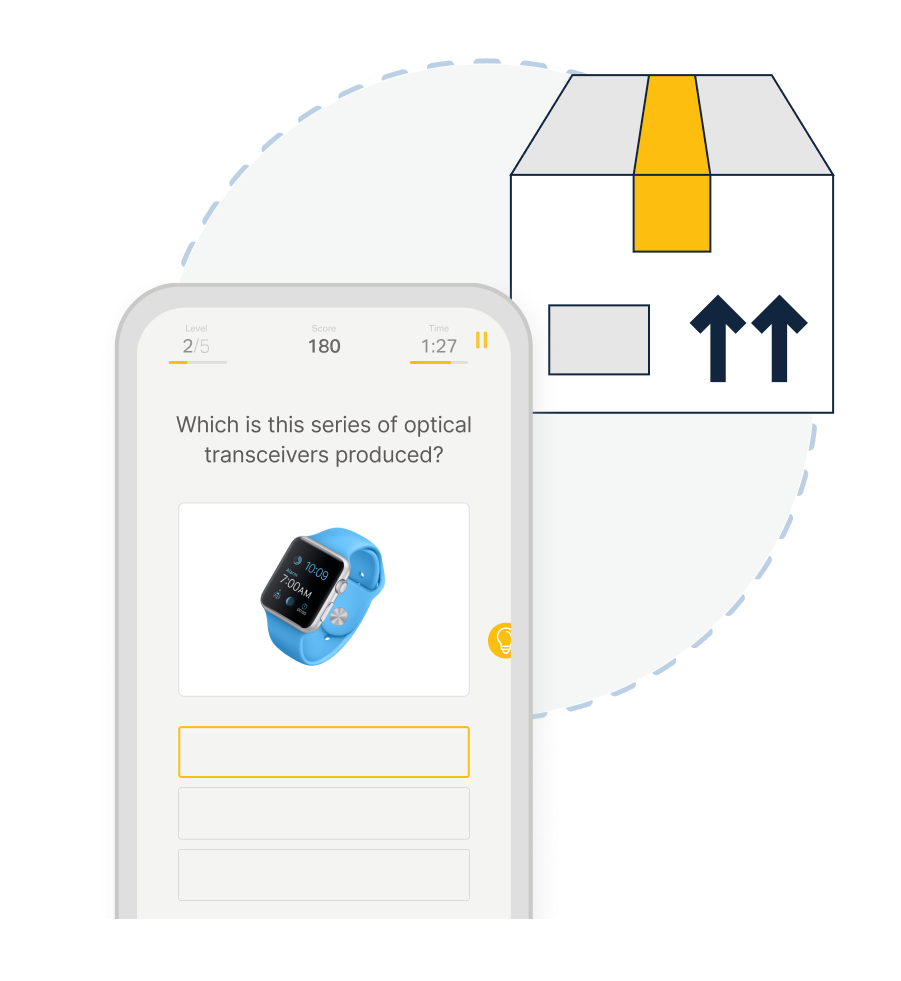 Level
Score
Time
2/5
180
1:27
Which is this series of optical
transceivers produced?
10:09
Alarm
7:00AM